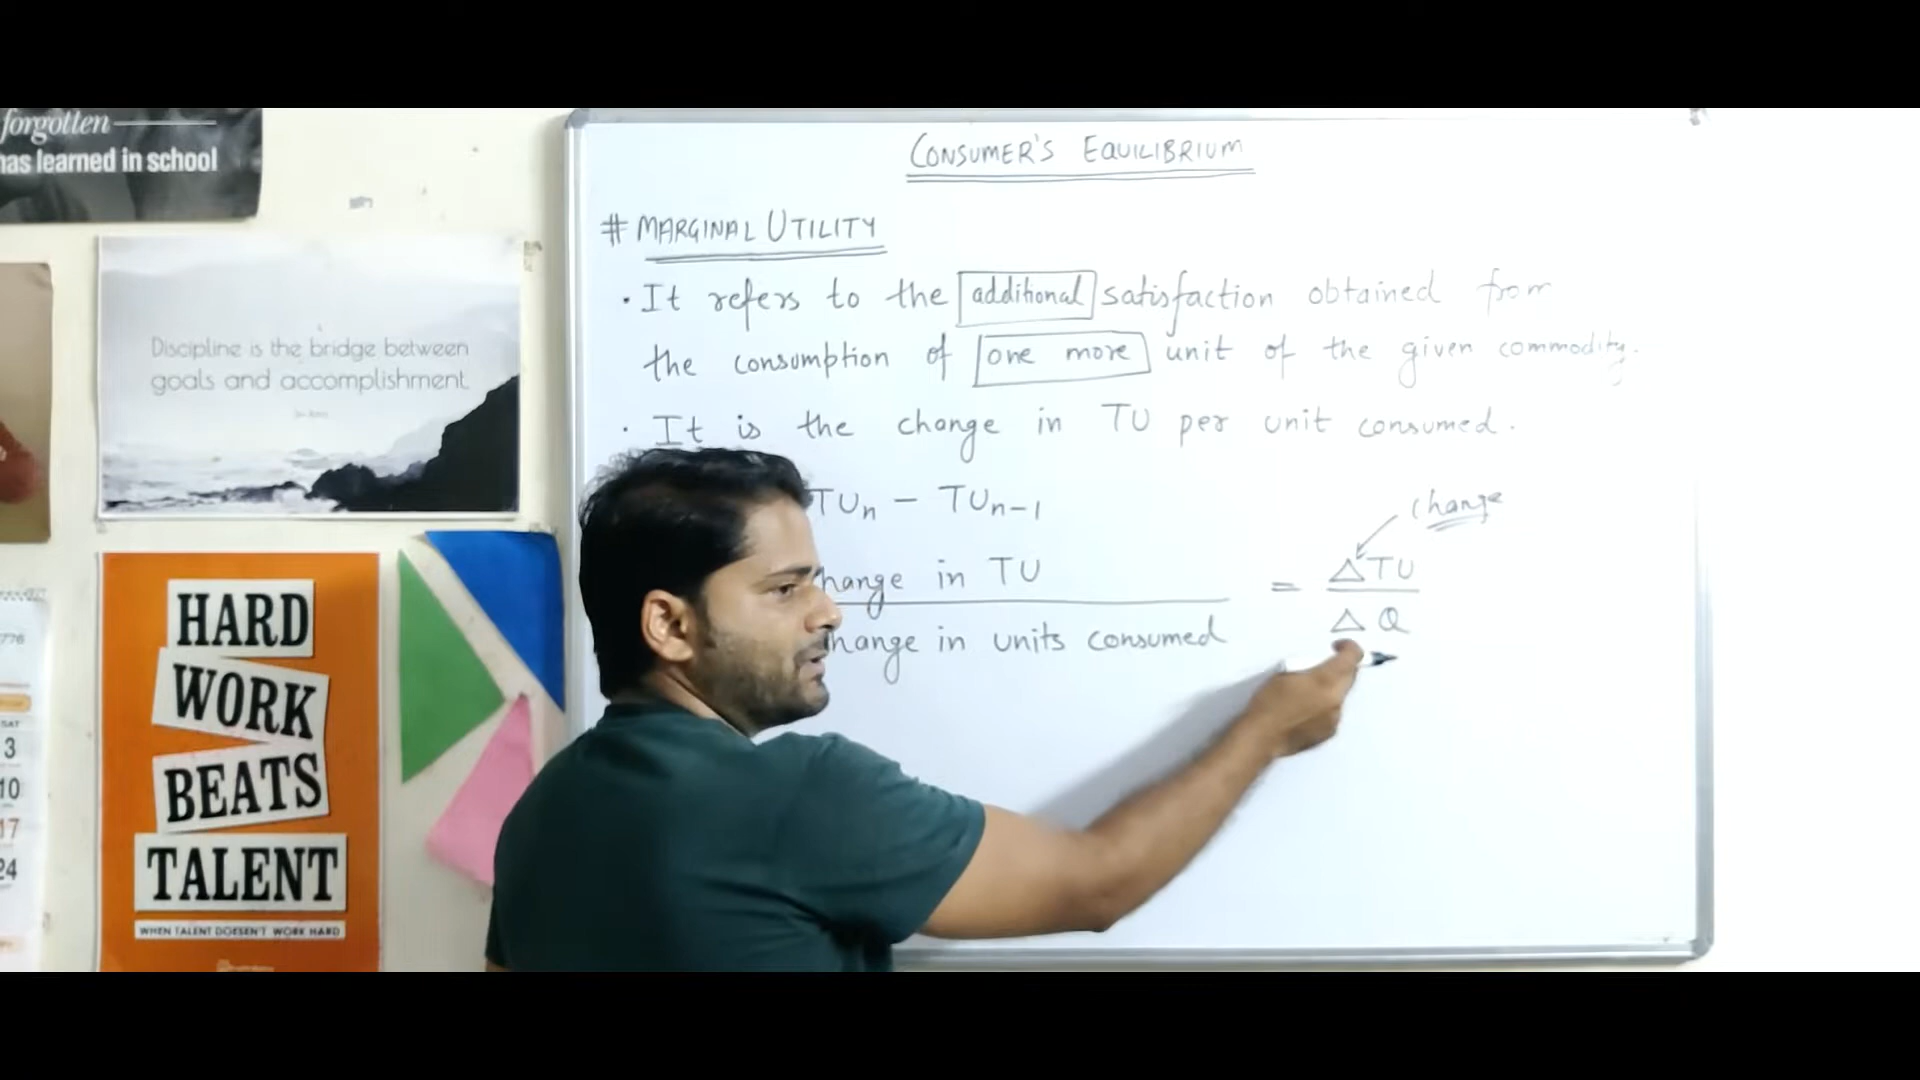 forgotten
has learned in school
Discipline is the bridge between
goals and accomplishment.
HARD
WORK
BEATS
TALENT
WHEN TALENT DOESEN'T WORK HARD
SAT
3
10
17
24
CONSUMER'S EQUILIBRIUM
# MARGINAL UTILITY
• It refers to the additional satisfaction obtained from
the consumption of one more unit of the given commodity.
• It is the change in TU per unit consumed.
TUn - TUn-1
change
hange in TU
hange in units consumed
= ΔTU
ΔQ